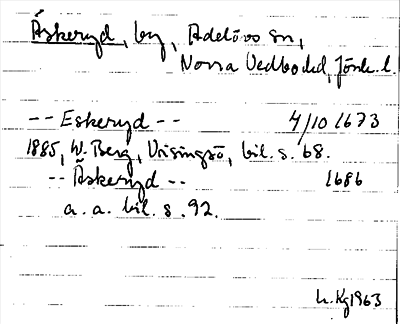 Äskeryd, by, Adelövs sn,
Norra Vedbo hd, Jönk. l.
-- Eskeryd -- 4/10 1673
1885, W. Berg, Visingsö, bil. s. 68.
-- Äskeryd -- 1686
a. a. bil. s. 92.
1963